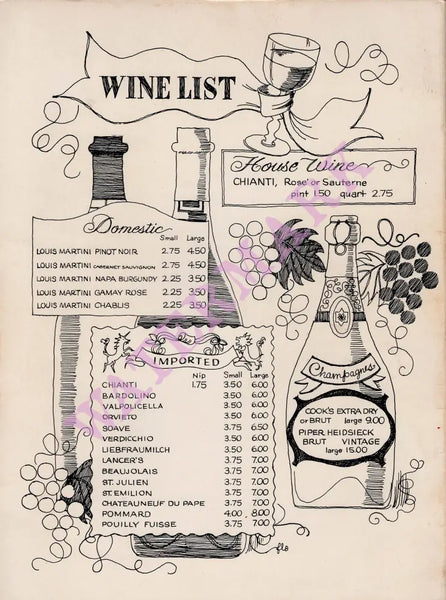 WINE LIST
House Wine
CHIANTI, Rosé or Sauterne
pint 1.50 quart 2.75
Domestic
Small Large
LOUIS MARTINI PINOT NOIR 2.75 4.50
LOUIS MARTINI CABERNET SAUVIGNON 2.75 4.50
LOUIS MARTINI NAPA BURGUNDY 2.25 3.50
LOUIS MARTINI GAMAY ROSE 2.25 3.50
LOUIS MARTINI CHABLIS 2.25 3.50
IMPORTED
Nip Small Large
CHIANTI 1.75 3.50 6.00
BARDOLINO 3.50 6.00
VALPOLICELLA 3.50 6.00
ORVIETO 3.50 6.00
SOAVE 3.75 6.50
VERDICCHIO 3.50 6.00
LIEBFRAUMILCH 3.50 6.00
LANCER'S 3.75 7.00
BEAUJOLAIS 3.75 7.00
ST. JULIEN 3.75 7.00
ST. EMILION 3.75 7.00
CHATEAUNEUF DU PAPE 3.75 7.00
POMMARD 4.00 8.00
POUILLY FUISSE 3.75 7.00
Champagnes
COOK'S EXTRA DRY
or BRUT large 9.00
PIPER HEIDSIECK
BRUT VINTAGE
large 15.00
flo